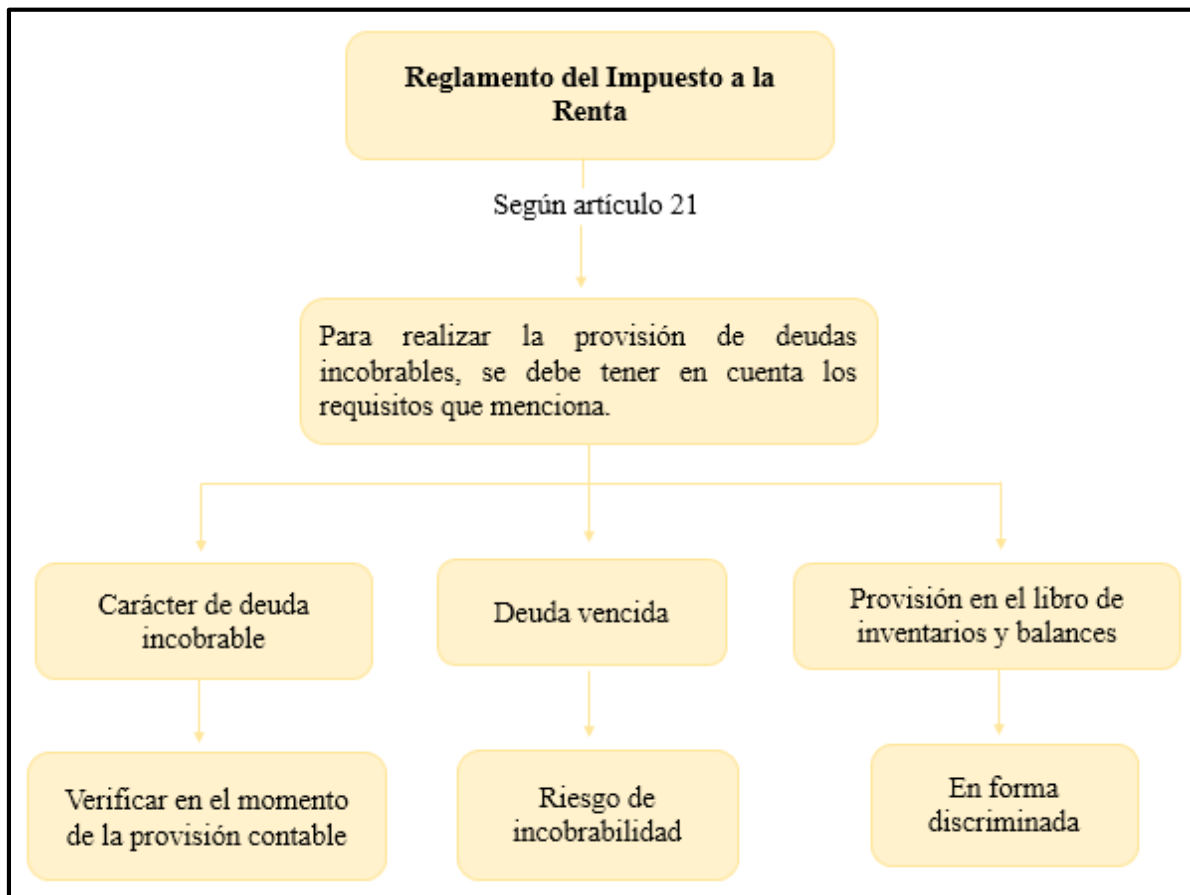 Reglamento del Impuesto a la
Renta
Según artículo 21
Para realizar la provisión de deudas
incobrables, se debe tener en cuenta los
requisitos que menciona.
Carácter de deuda
incobrable
Deuda vencida
Provisión en el libro de
inventarios y balances
Verificar en el momento
de la provisión contable
Riesgo de
incobrabilidad
En forma
discriminada